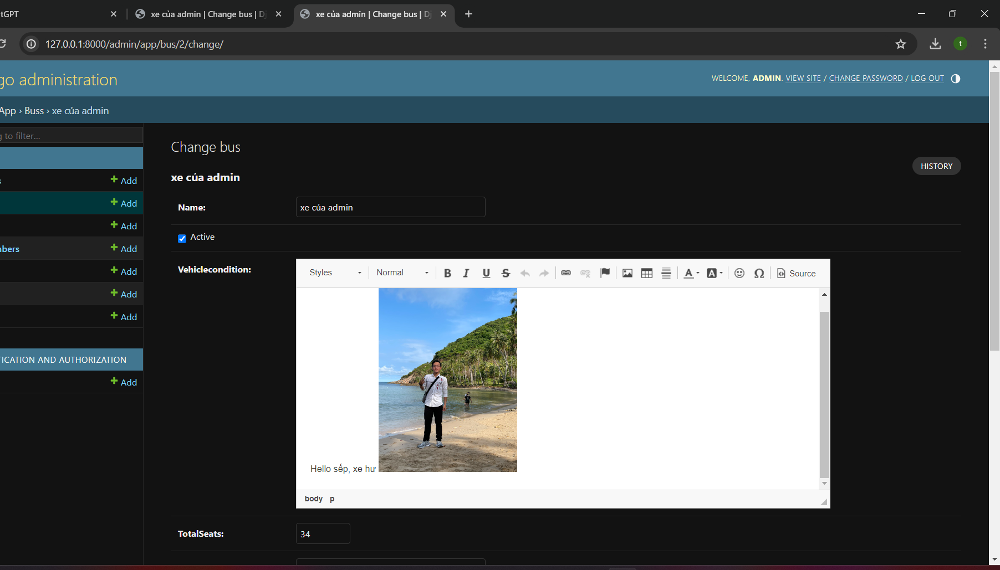 tGPT
xe của admin | Change bus | Dj
xe của admin | Change bus | Dj
127.0.0.1:8000/admin/app/bus/2/change/
t
go administration
WELCOME, ADMIN. VIEW SITE / CHANGE PASSWORD / LOG OUT
App › Buss › xe của admin
g to filter...
Change bus
HISTORY
s
Add
xe của admin
Add
Name:
xe của admin
Add
Active
nbers
Add
Vehiclecondition:
Styles
Normal
B I U S
A
A
Ω
Source
Add
Add
Add
TICATION AND AUTHORIZATION
Add
Hello sếp, xe hư
body p
TotalSeats:
34